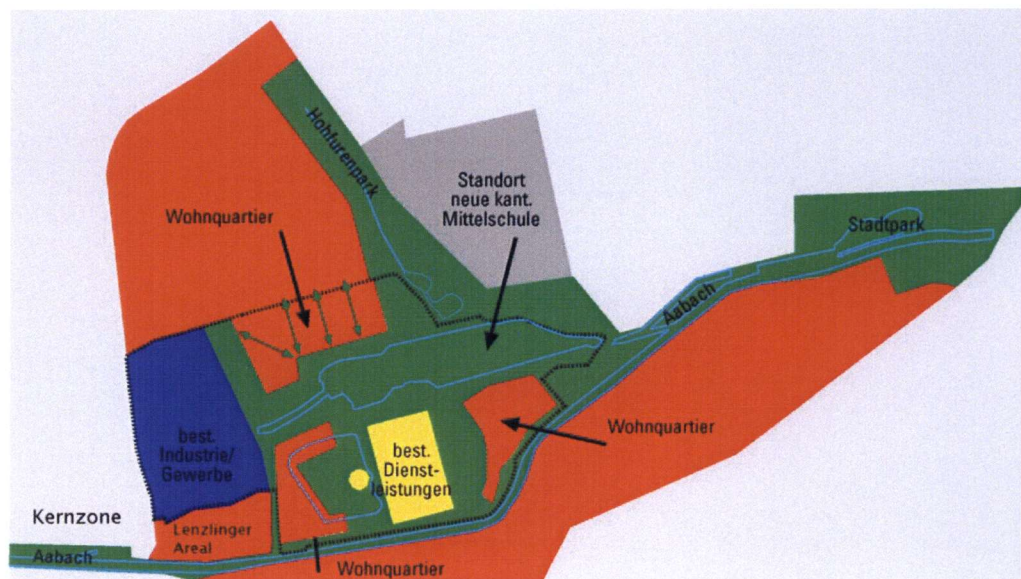 Hohfurenpark
Standort
neue kant.
Mittelschule
Wohnquartier
Stadtpark
Aabach
Wohnquartier
best.
Industrie/
Gewerbe
best.
Dienst-
leistungen
Kernzone
Lenzlinger
Areal
Aabach
Wohnquartier